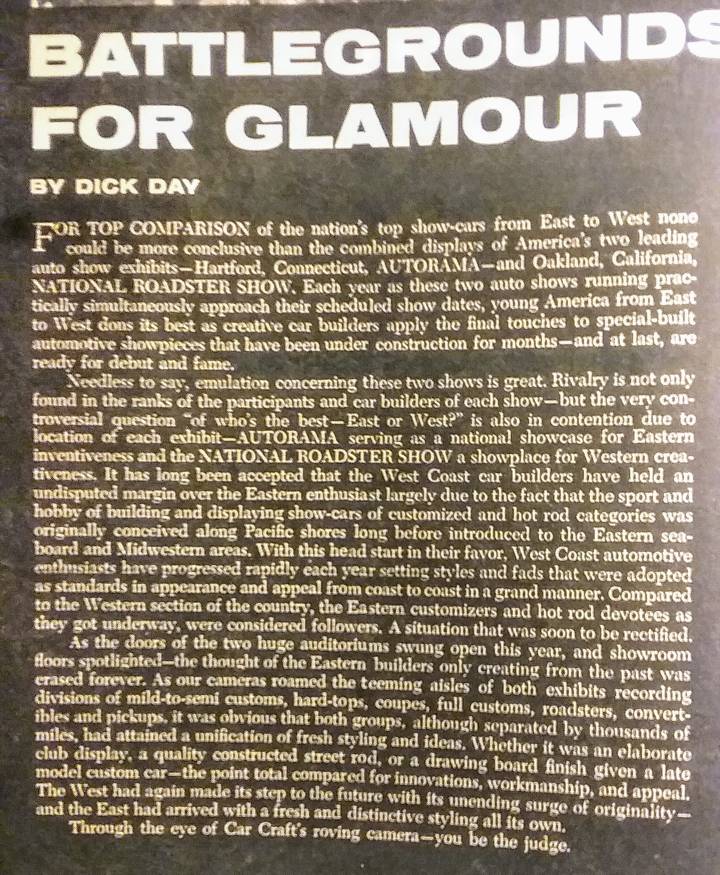 BATTLEGROUNDS
FOR GLAMOUR
BY DICK DAY
FOR TOP COMPARISON of the nation's top show-cars from East to West none
could be more conclusive than the combined displays of America's two leading
auto show exhibits—Hartford, Connecticut, AUTORAMA—and Oakland, California,
NATIONAL ROADSTER SHOW. Each year as these two auto shows running prac-
tically simultaneously approach their scheduled show dates, young America from East
to West dons its best as creative car builders apply the final touches to special-built
automotive showpieces that have been under construction for months—and at last, are
ready for debut and fame.
Needless to say, emulation concerning these two shows is great. Rivalry is not only
found in the ranks of the participants and car builders of each show—but the very con-
troversial question "of who's the best—East or West?" is also in contention due to
location of each exhibit—AUTORAMA serving as a national showcase for Eastern
inventiveness and the NATIONAL ROADSTER SHOW a showplace for Western crea-
tiveness. It has long been accepted that the West Coast car builders have held an
undisputed margin over the Eastern enthusiast largely due to the fact that the sport and
hobby of building and displaying show-cars of customized and hot rod categories was
originally conceived along Pacific shores long before introduced to the Eastern sea-
board and Midwestern areas. With this head start in their favor, West Coast automotive
enthusiasts have progressed rapidly each year setting styles and fads that were adopted
as standards in appearance and appeal from coast to coast in a grand manner. Compared
to the Western section of the country, the Eastern customizers and hot rod devotees as
they got underway, were considered followers. A situation that was soon to be rectified.
As the doors of the two huge auditoriums swung open this year, and showroom
floors spotlighted—the thought of the Eastern builders only creating from the past was
erased forever. As our cameras roamed the teeming aisles of both exhibits recording
divisions of mild-to-semi customs, hard-tops, coupes, full customs, roadsters, convert-
ibles and pickups, it was obvious that both groups, although separated by thousands of
miles, had attained a unification of fresh styling and ideas. Whether it was an elaborate
club display, a quality constructed street rod, or a drawing board finish given a late
model custom car—the point total compared for innovations, workmanship, and appeal.
The West had again made its step to the future with its unending surge of originality—
and the East had arrived with a fresh and distinctive styling all its own.
Through the eye of Car Craft's roving camera—you be the judge.